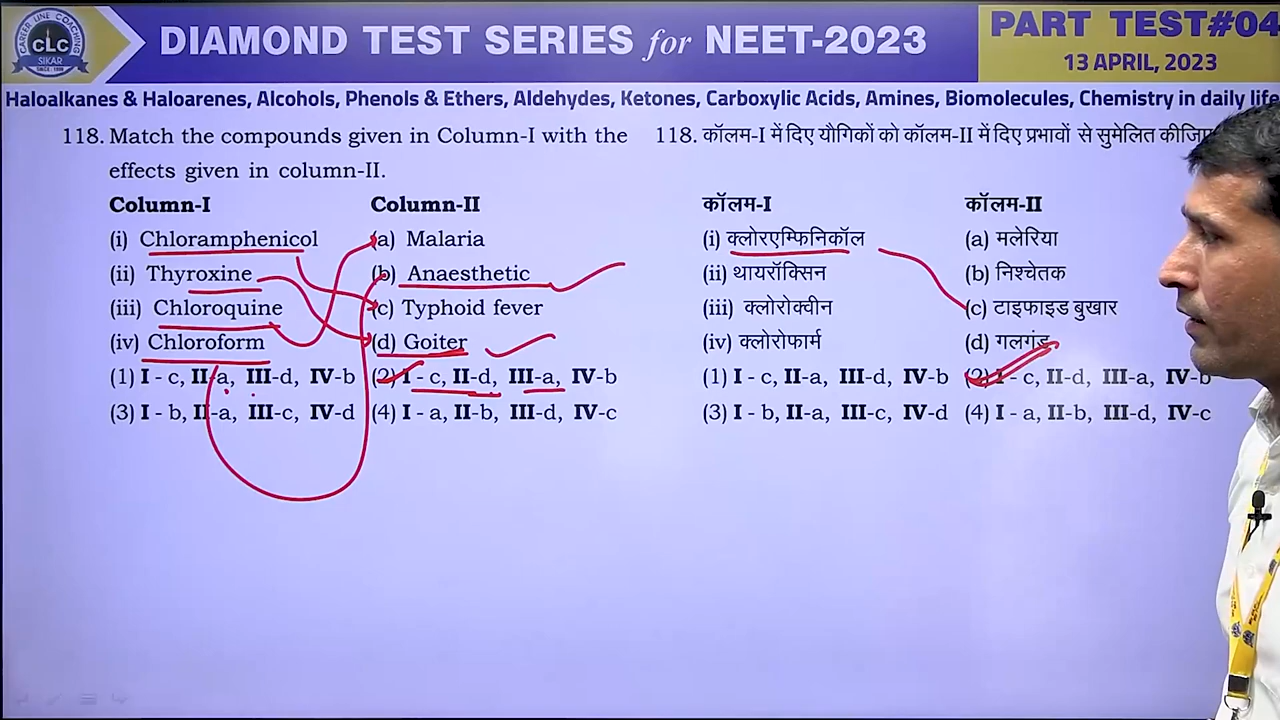 CAREER LINE COACHING
CLC
SIKAR
DIAMOND TEST SERIES for NEET-2023
PART TEST#04
13 APRIL, 2023
Haloalkanes & Haloarenes, Alcohols, Phenols & Ethers, Aldehydes, Ketones, Carboxylic Acids, Amines, Biomolecules, Chemistry in daily life
118. Match the compounds given in Column-I with the
effects given in column-II.
Column-I Column-II
(i) Chloramphenicol (a) Malaria
(ii) Thyroxine (b) Anaesthetic
(iii) Chloroquine (c) Typhoid fever
(iv) Chloroform (d) Goiter
(1) I - c, II-a, III-d, IV-b (2) I - c, II-d, III-a, IV-b
(3) I - b, II-a, III-c, IV-d (4) I - a, II-b, III-d, IV-c
118. कॉलम-I में दिए यौगिकों को कॉलम-II में दिए प्रभावों से सुमेलित
कॉलम-I कॉलम-II
(i) क्लोरएम्फिनिकॉल (a) मलेरिया
(ii) थायरॉक्सिन (b) निश्चेतक
(iii) क्लोरोक्वीन (c) टाइफाइड बुखार
(iv) क्लोरोफार्म (d) गलगंड
(1) I - c, II-a, III-d, IV-b (2) I - c, II-d, III-a, IV-b
(3) I - b, II-a, III-c, IV-d (4) I - a, II-b, III-d, IV-c